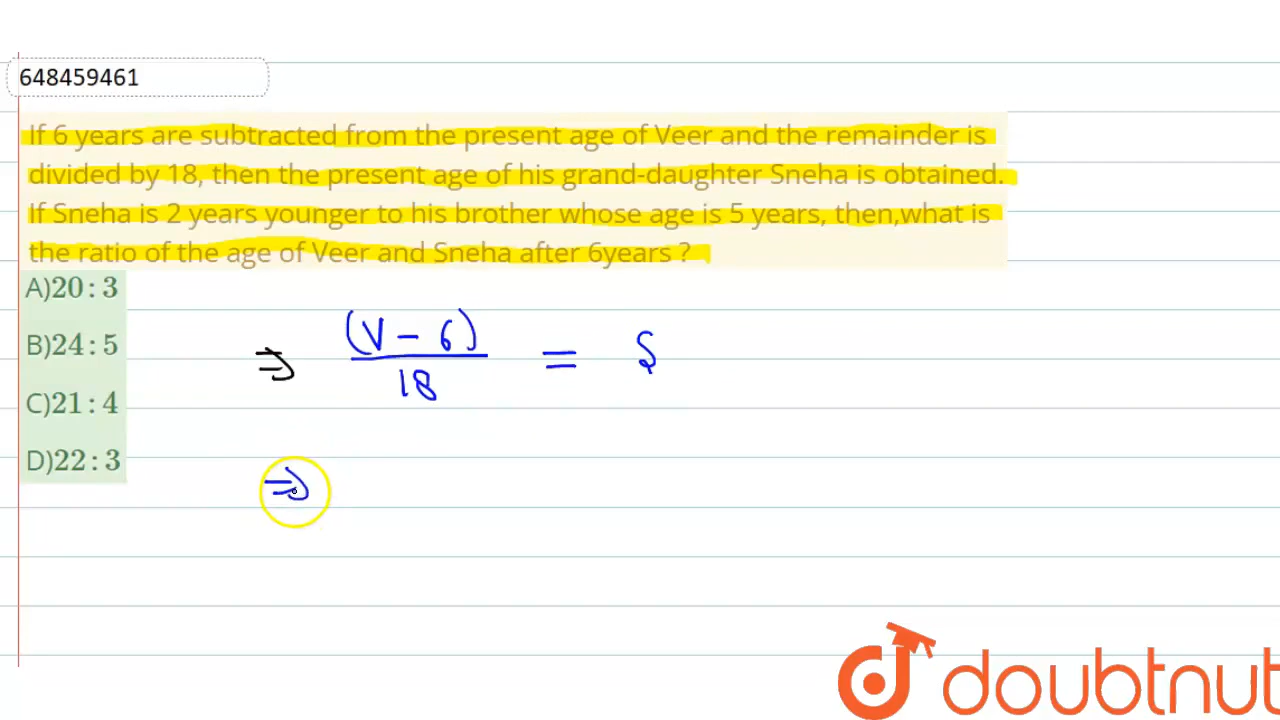 648459461
If 6 years are subtracted from the present age of Veer and the remainder is
divided by 18, then the present age of his grand-daughter Sneha is obtained.
If Sneha is 2 years younger to his brother whose age is 5 years, then,what is
the ratio of the age of Veer and Sneha after 6years ?
A)20 : 3
B)24 : 5
C)21 : 4
D)22 : 3
⇒ (V - 6)
18 = S
⇒
doubtnut